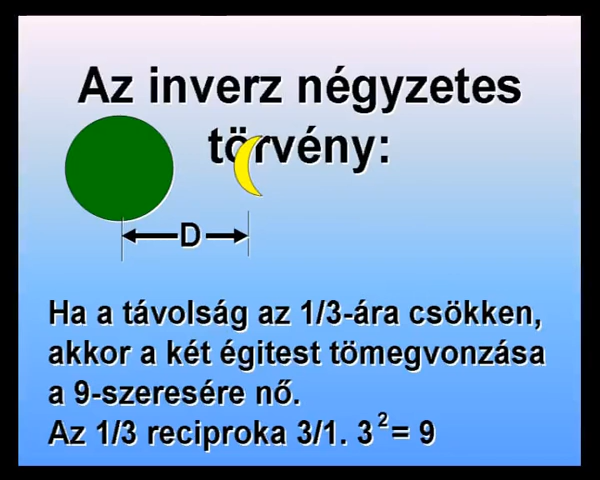 Az inverz négyzetes
törvény:
D
Ha a távolság az 1/3-ára csökken,
akkor a két égitest tömegvonzása
a 9-szeresére nő.
Az 1/3 reciproka 3/1. 3² = 9